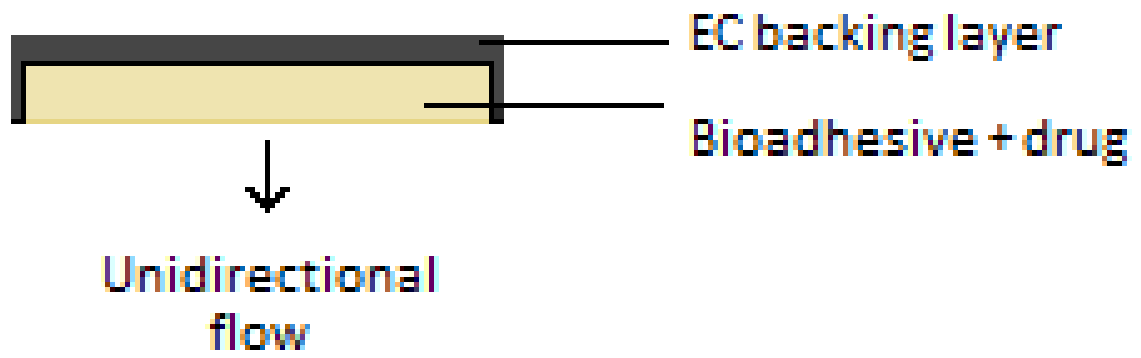 EC backing layer
Bioadhesive + drug
Unidirectional
flow